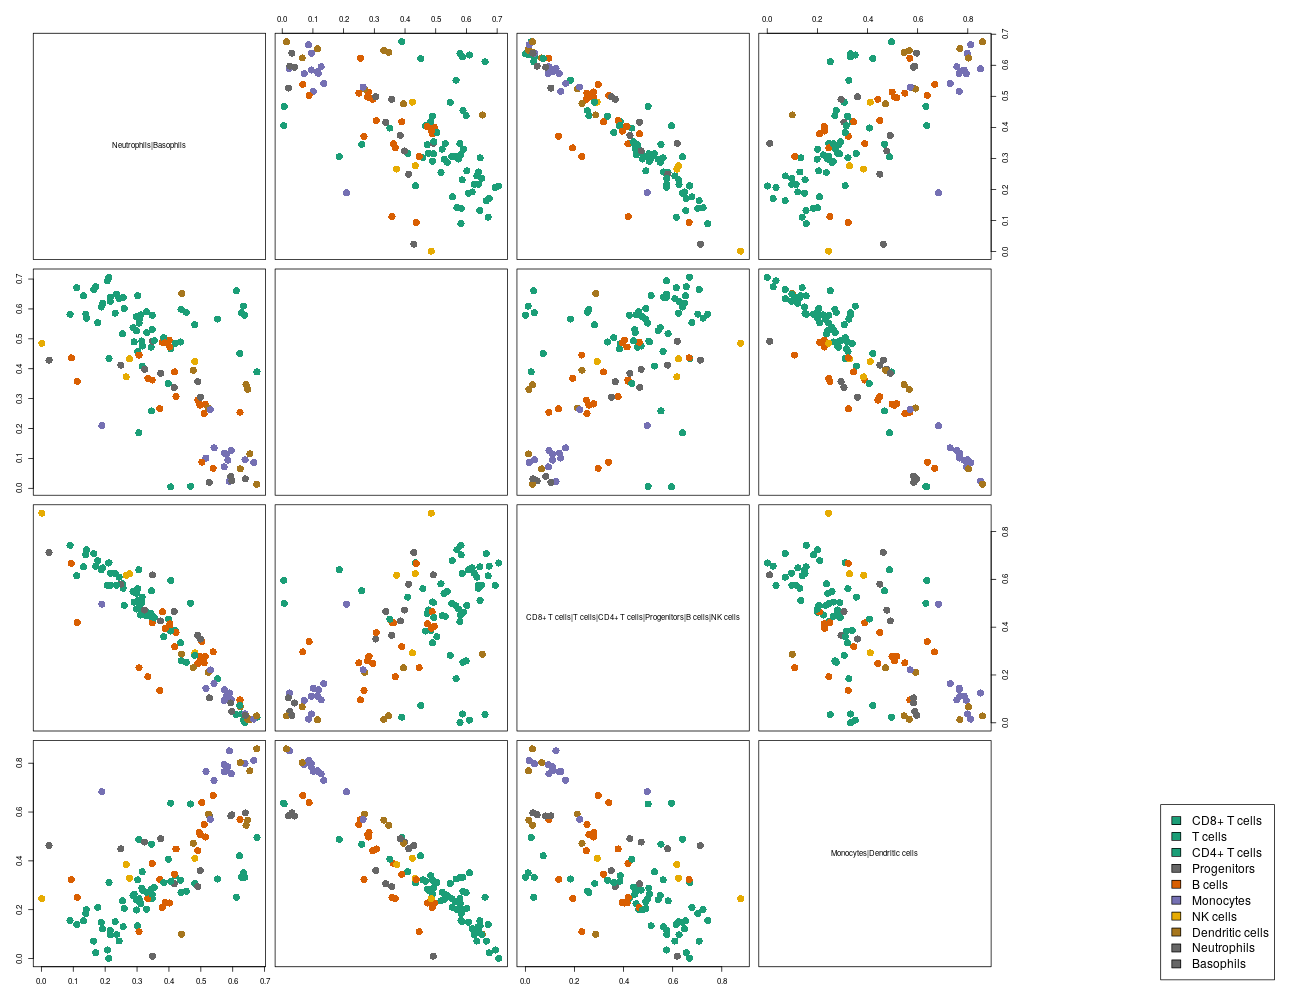 0.0 0.1 0.2 0.3 0.4 0.5 0.6 0.7
0.0 0.2 0.4 0.6 0.8
Neutrophils|Basophils
0.0 0.1 0.2 0.3 0.4 0.5 0.6 0.7
0.0 0.1 0.2 0.3 0.4 0.5 0.6 0.7
CD8+ T cells|T cells|CD4+ T cells|Progenitors|B cells|NK cells
0.0 0.2 0.4 0.6 0.8
Monocytes|Dendritic cells
0.0 0.2 0.4 0.6 0.8
0.0 0.1 0.2 0.3 0.4 0.5 0.6 0.7
0.0 0.2 0.4 0.6 0.8
CD8+ T cells
T cells
CD4+ T cells
Progenitors
B cells
Monocytes
NK cells
Dendritic cells
Neutrophils
Basophils